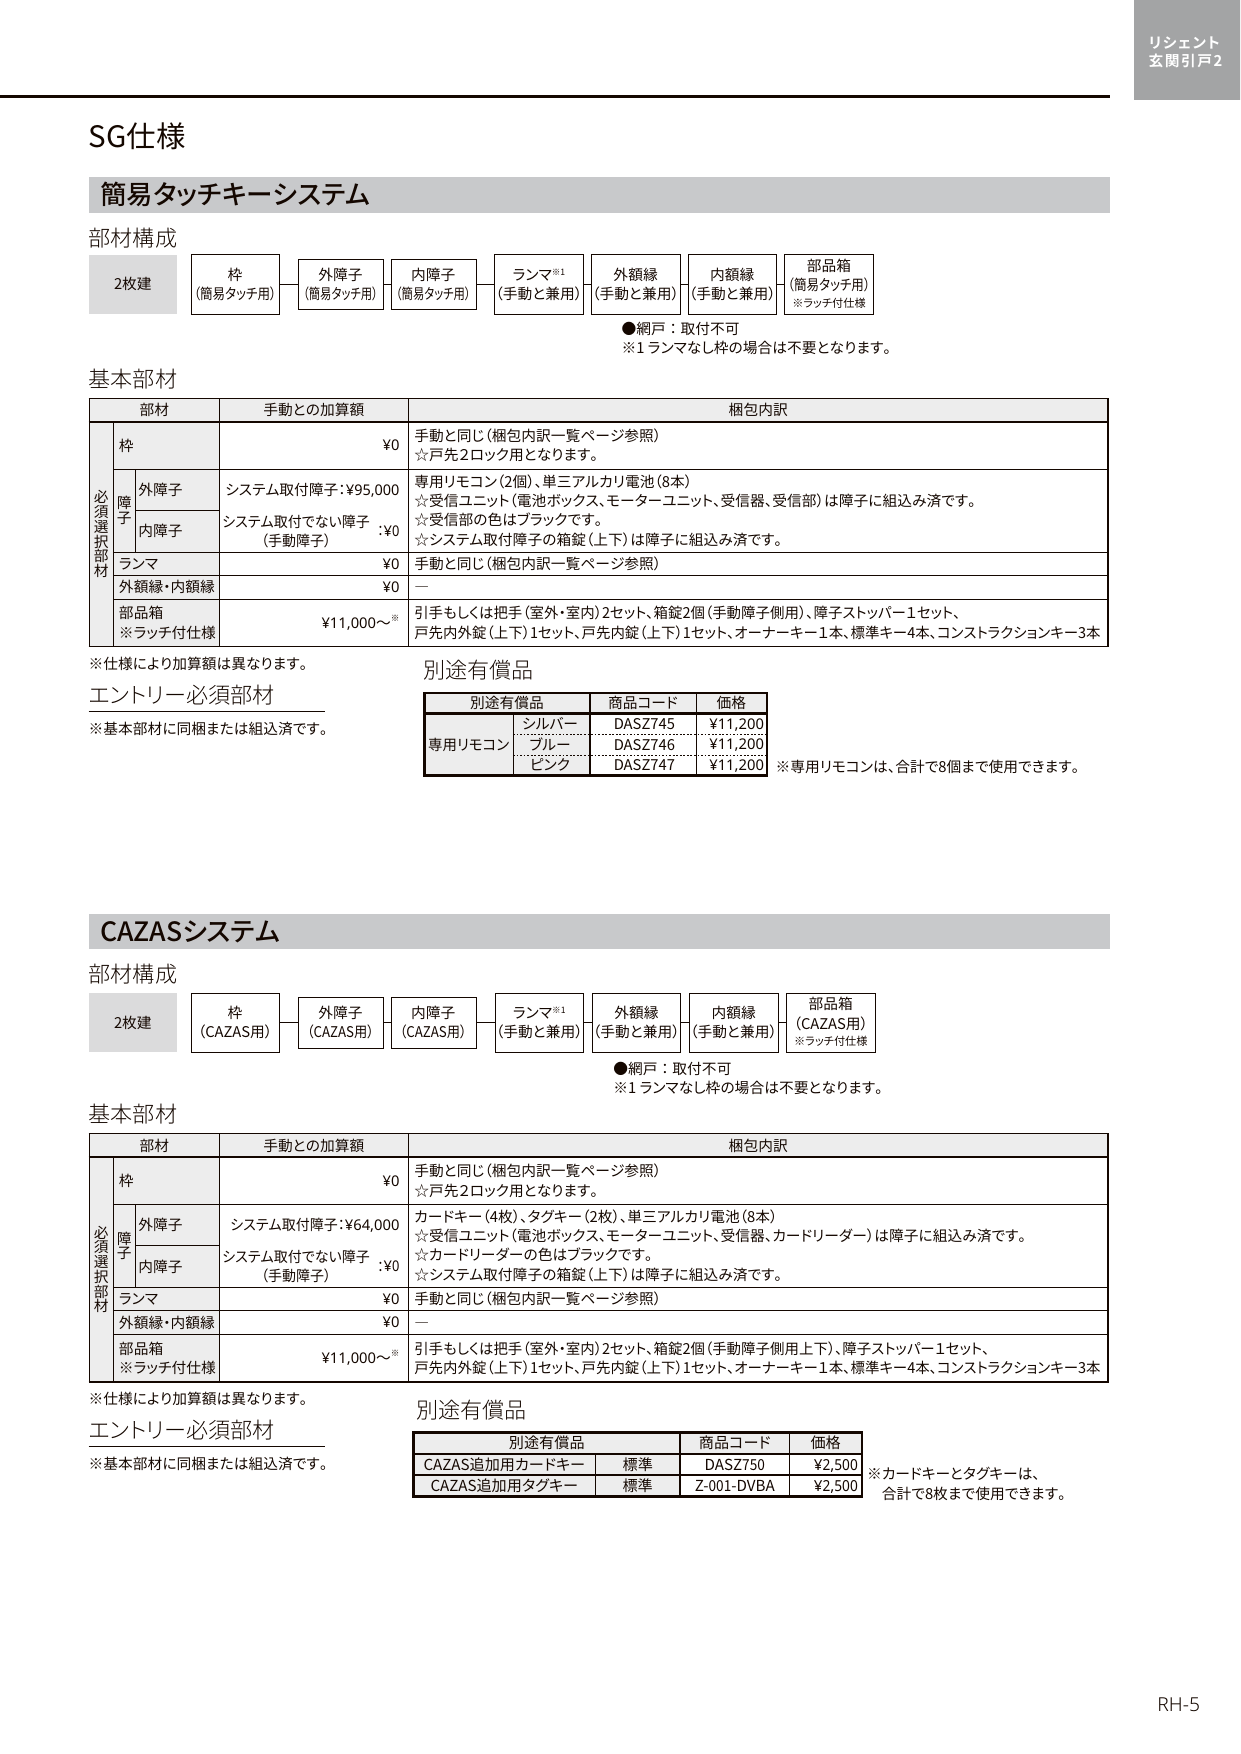 リシェント
玄関引戸2
SG仕様
簡易タッチキーシステム
部材構成
2枚建
枠
(簡易タッチ用)
外障子
(簡易タッチ用)
内障子
(簡易タッチ用)
ランマ※1
(手動と兼用)
外額縁
(手動と兼用)
内額縁
(手動と兼用)
部品箱
(簡易タッチ用)
※ラッチ付仕様
●網戸：取付不可
※1 ランマなし枠の場合は不要となります。
基本部材
部材 手動との加算額 梱包内訳
必須選択部材
枠 ¥0 手動と同じ(梱包内訳一覧ページ参照)
☆戸先2ロック用となります。
障子
外障子 システム取付障子:¥95,000
内障子 システム取付でない障子
(手動障子) :¥0
専用リモコン(2個)、単三アルカリ電池(8本)
☆受信ユニット(電池ボックス、モーターユニット、受信器、受信部)は障子に組込み済です。
☆受信部の色はブラックです。
☆システム取付障子の箱錠(上下)は障子に組込み済です。
ランマ ¥0 手動と同じ(梱包内訳一覧ページ参照)
外額縁・内額縁 ¥0 ―
部品箱
※ラッチ付仕様
¥11,000～※
引手もしくは把手(室外・室内)2セット、箱錠2個(手動障子側用)、障子ストッパー1セット、
戸先内外錠(上下)1セット、戸先内錠(上下)1セット、オーナーキー1本、標準キー4本、コンストラクションキー3本
※仕様により加算額は異なります。
エントリー必須部材
※基本部材に同梱または組込済です。
別途有償品
別途有償品 商品コード 価格
専用リモコン
シルバー DASZ745 ¥11,200
ブルー DASZ746 ¥11,200
ピンク DASZ747 ¥11,200
※専用リモコンは、合計で8個まで使用できます。
CAZASシステム
部材構成
2枚建
枠
(CAZAS用)
外障子
(CAZAS用)
内障子
(CAZAS用)
ランマ※1
(手動と兼用)
外額縁
(手動と兼用)
内額縁
(手動と兼用)
部品箱
(CAZAS用)
※ラッチ付仕様
●網戸：取付不可
※1 ランマなし枠の場合は不要となります。
基本部材
部材 手動との加算額 梱包内訳
必須選択部材
枠 ¥0 手動と同じ(梱包内訳一覧ページ参照)
☆戸先2ロック用となります。
障子
外障子 システム取付障子:¥64,000
内障子 システム取付でない障子
(手動障子) :¥0
カードキー(4枚)、タグキー(2枚)、単三アルカリ電池(8本)
☆受信ユニット(電池ボックス、モーターユニット、受信器、カードリーダー)は障子に組込み済です。
☆カードリーダーの色はブラックです。
☆システム取付障子の箱錠(上下)は障子に組込み済です。
ランマ ¥0 手動と同じ(梱包内訳一覧ページ参照)
外額縁・内額縁 ¥0 ―
部品箱
※ラッチ付仕様
¥11,000～※
引手もしくは把手(室外・室内)2セット、箱錠2個(手動障子側用上下)、障子ストッパー1セット、
戸先内外錠(上下)1セット、戸先内錠(上下)1セット、オーナーキー1本、標準キー4本、コンストラクションキー3本
※仕様により加算額は異なります。
エントリー必須部材
※基本部材に同梱または組込済です。
別途有償品
別途有償品 商品コード 価格
CAZAS追加用カードキー 標準 DASZ750 ¥2,500
CAZAS追加用タグキー 標準 Z-001-DVBA ¥2,500
※カードキーとタグキーは、
合計で8枚まで使用できます。
RH-5